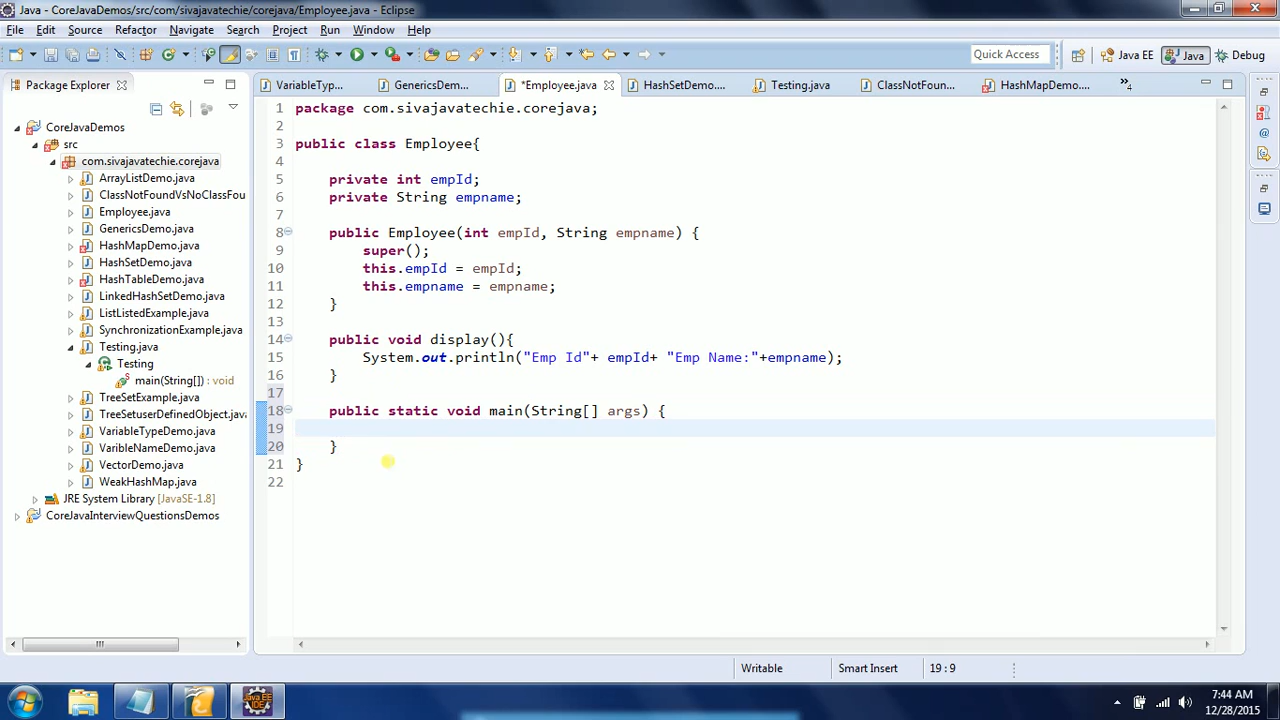 Java - CoreJavaDemos/src/com/sivajavatechie/corejava/Employee.java - Eclipse
File Edit Source Refactor Navigate Search Project Run Window Help
Quick Access Java EE Java Debug
Package Explorer
VariableTyp... GenericsDem... *Employee.java HashSetDemo.... Testing.java ClassNotFoun... HashMapDemo.... »4
CoreJavaDemos
src
com.sivajavatechie.corejava
ArrayListDemo.java
ClassNotFoundVsNoClassFou
Employee.java
GenericsDemo.java
HashMapDemo.java
HashSetDemo.java
HashTableDemo.java
LinkedHashSetDemo.java
ListListedExample.java
SynchronizationExample.java
Testing.java
Testing
main(String[]) : void
TreeSetExample.java
TreeSetuserDefinedObject.java
VariableTypeDemo.java
VaribleNameDemo.java
VectorDemo.java
WeakHashMap.java
JRE System Library [JavaSE-1.8]
CoreJavaInterviewQuestionsDemos
1 package com.sivajavatechie.corejava;
2
3 public class Employee{
4
5 private int empId;
6 private String empname;
7
8 public Employee(int empId, String empname) {
9 super();
10 this.empId = empId;
11 this.empname = empname;
12 }
13
14 public void display(){
15 System.out.println("Emp Id"+ empId+ "Emp Name:"+empname);
16 }
17
18 public static void main(String[] args) {
19
20 }
21 }
22
Writable Smart Insert 19 : 9
Java EE IDE
7:44 AM
12/28/2015